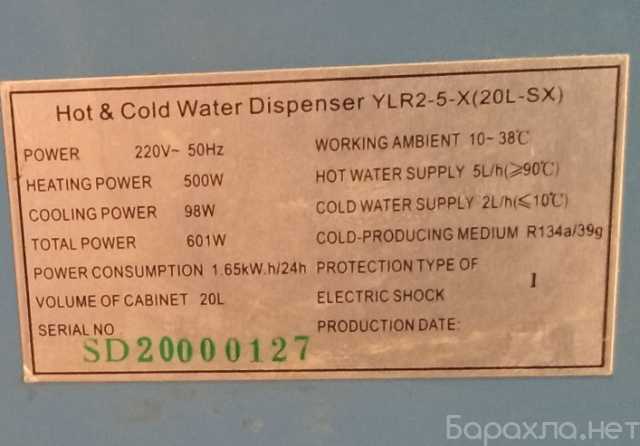 Hot & Cold Water Dispenser YLR2-5-X(20L-SX)
POWER 220V~ 50Hz
HEATING POWER 500W
COOLING POWER 98W
TOTAL POWER 601W
POWER CONSUMPTION 1.65kW.h/24h
VOLUME OF CABINET 20L
SERIAL NO
SD20000127
WORKING AMBIENT 10~38℃
HOT WATER SUPPLY 5L/h(≥90℃)
COLD WATER SUPPLY 2L/h(≤10℃)
COLD-PRODUCING MEDIUM R134a/39g
PROTECTION TYPE OF
ELECTRIC SHOCK I
PRODUCTION DATE:
Барахла.нет